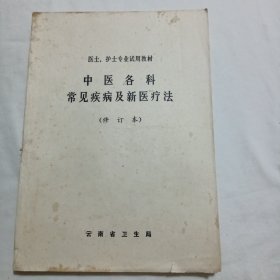 医士、护士专业试用教材
中医各科
常见疾病及新医疗法
（修订本）
云南省卫生局